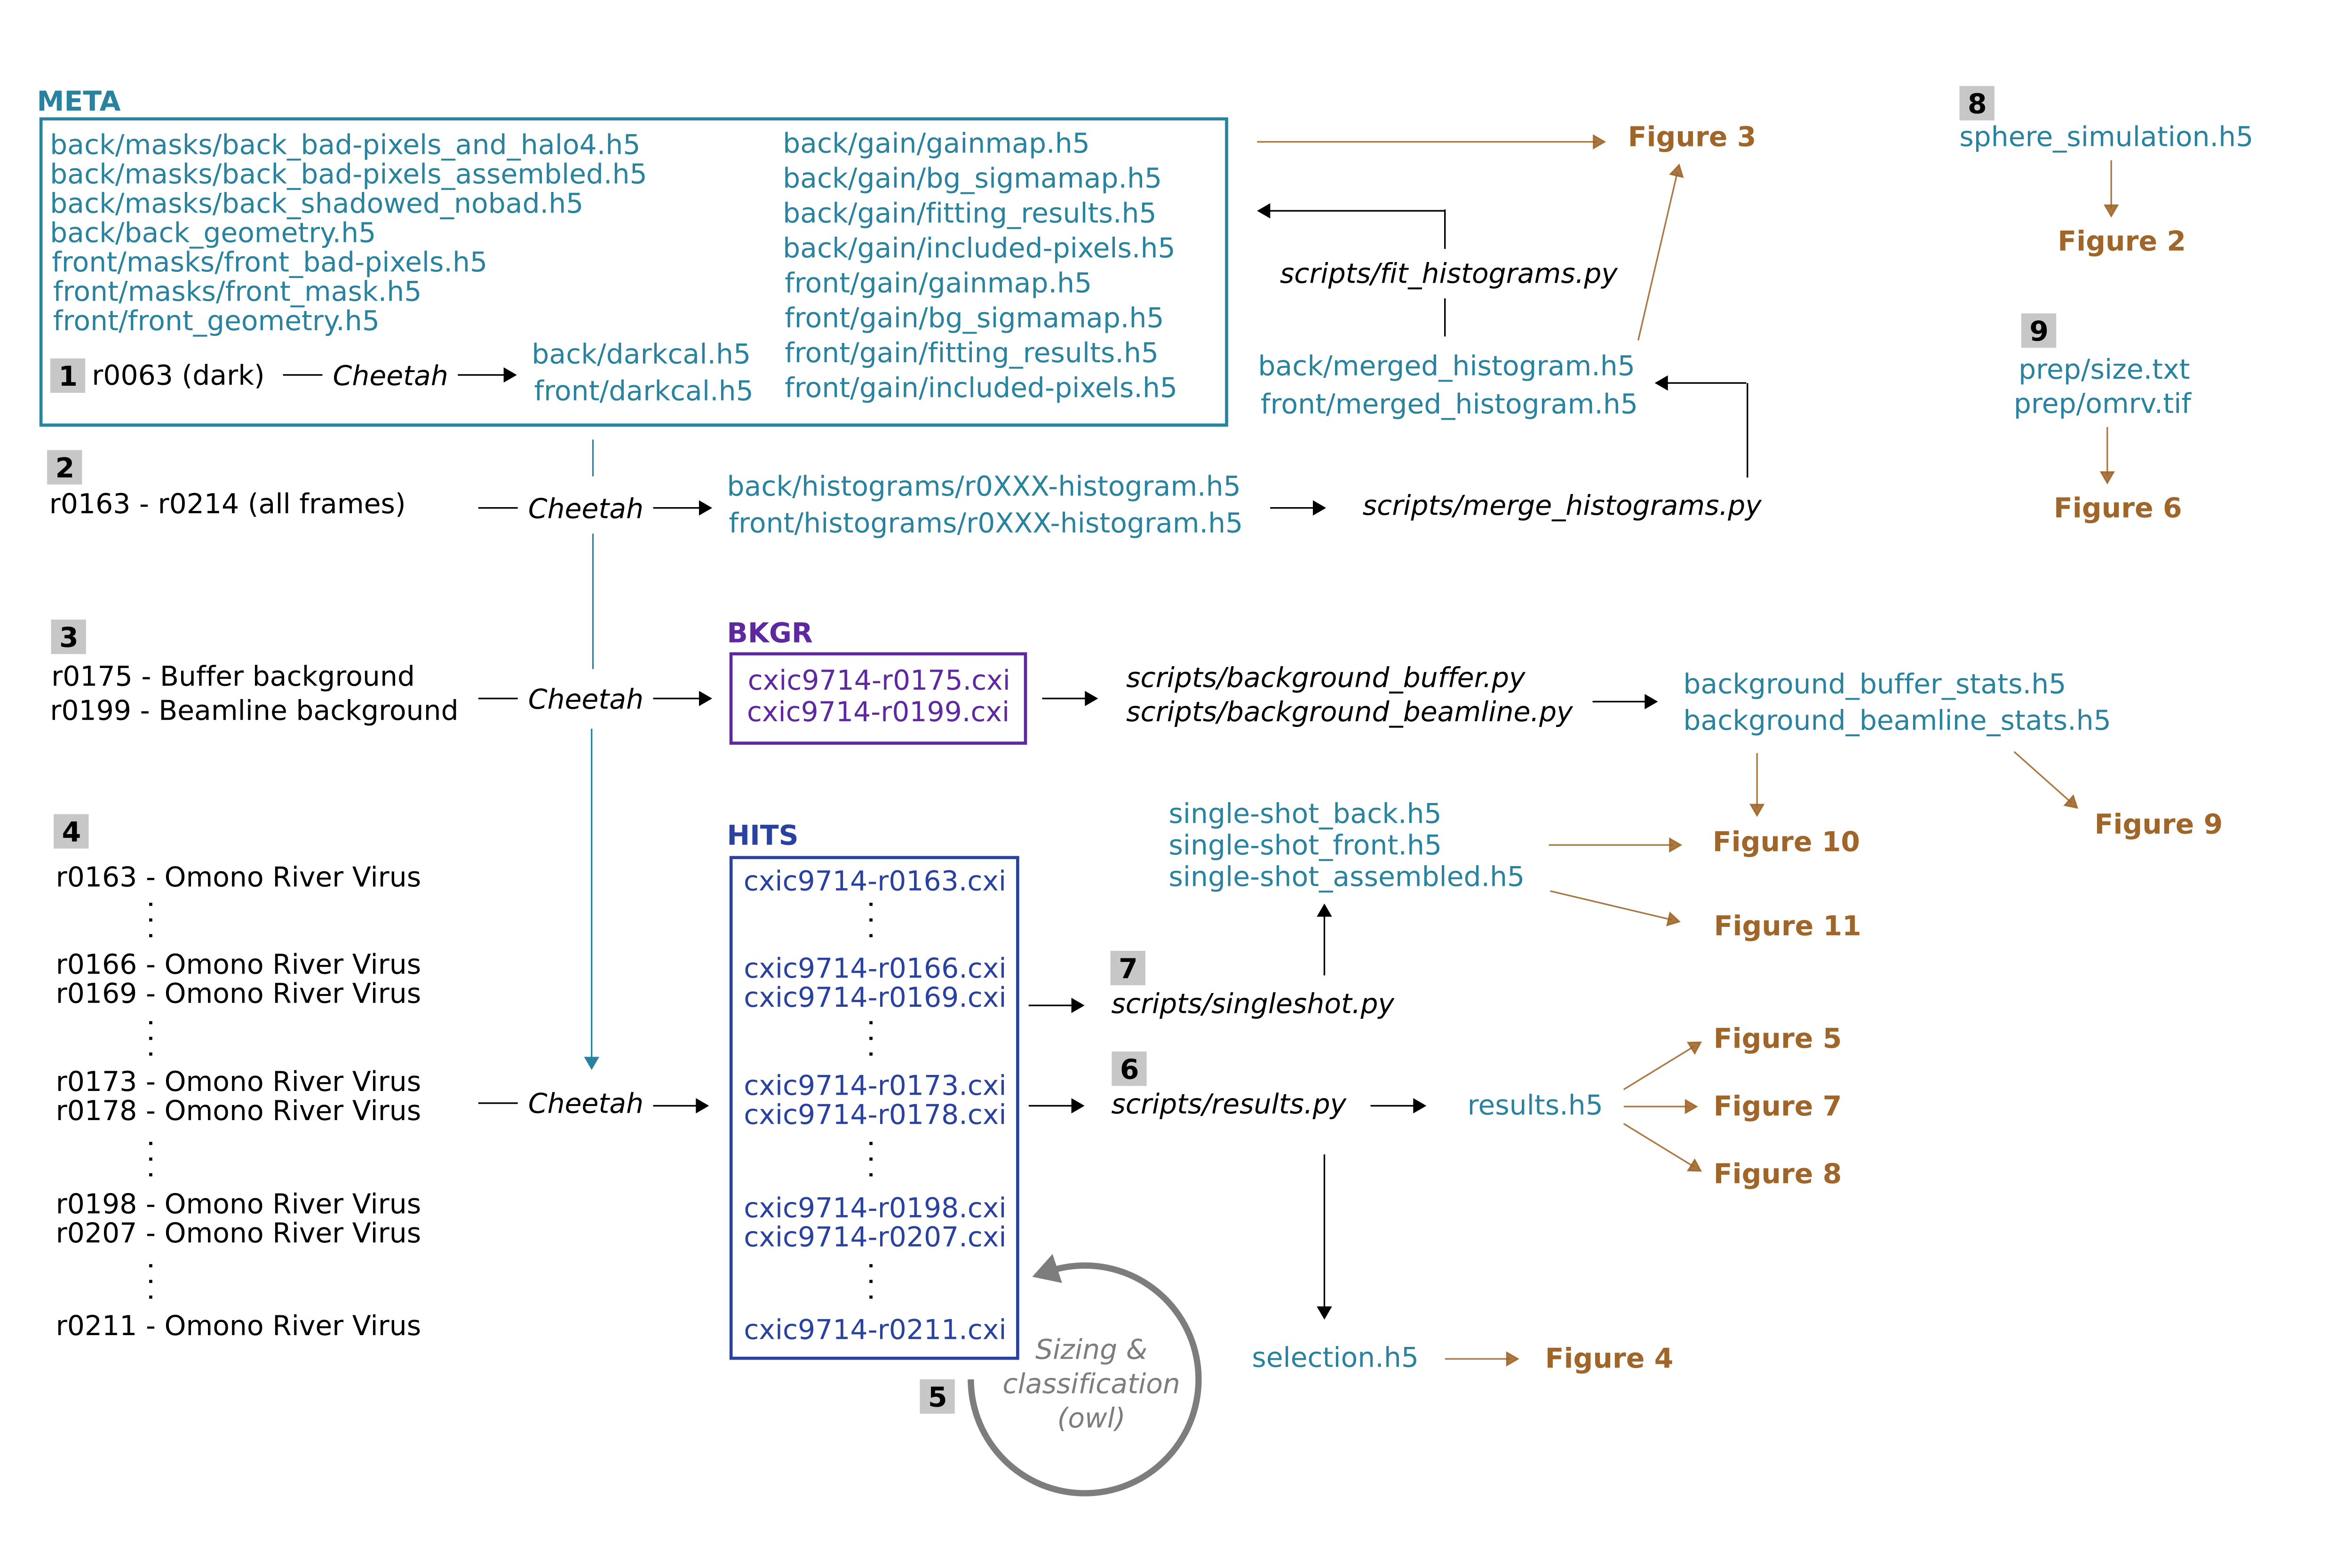 META
back/masks/back_bad-pixels_and_halo4.h5
back/masks/back_bad-pixels_assembled.h5
back/masks/back_shadowed_nobad.h5
back/back_geometry.h5
front/masks/front_bad-pixels.h5
front/masks/front_mask.h5
front/front_geometry.h5
1 r0063 (dark)
Cheetah
back/darkcal.h5
front/darkcal.h5
back/gain/gainmap.h5
back/gain/bg_sigmamap.h5
back/gain/fitting_results.h5
back/gain/included-pixels.h5
front/gain/gainmap.h5
front/gain/bg_sigmamap.h5
front/gain/fitting_results.h5
front/gain/included-pixels.h5
Figure 3
scripts/fit_histograms.py
back/merged_histogram.h5
front/merged_histogram.h5
8
sphere_simulation.h5
Figure 2
9
prep/size.txt
prep/omrv.tif
Figure 6
2
r0163 - r0214 (all frames)
Cheetah
back/histograms/r0XXX-histogram.h5
front/histograms/r0XXX-histogram.h5
scripts/merge_histograms.py
3
r0175 - Buffer background
r0199 - Beamline background
Cheetah
BKGR
cxic9714-r0175.cxi
cxic9714-r0199.cxi
scripts/background_buffer.py
scripts/background_beamline.py
background_buffer_stats.h5
background_beamline_stats.h5
Figure 10
Figure 9
4
r0163 - Omono River Virus
r0166 - Omono River Virus
r0169 - Omono River Virus
r0173 - Omono River Virus
r0178 - Omono River Virus
r0198 - Omono River Virus
r0207 - Omono River Virus
r0211 - Omono River Virus
Cheetah
HITS
cxic9714-r0163.cxi
cxic9714-r0166.cxi
cxic9714-r0169.cxi
cxic9714-r0173.cxi
cxic9714-r0178.cxi
cxic9714-r0198.cxi
cxic9714-r0207.cxi
cxic9714-r0211.cxi
5
Sizing &
classification
(owl)
single-shot_back.h5
single-shot_front.h5
single-shot_assembled.h5
Figure 11
7
scripts/singleshot.py
6
scripts/results.py
results.h5
Figure 5
Figure 7
Figure 8
selection.h5
Figure 4